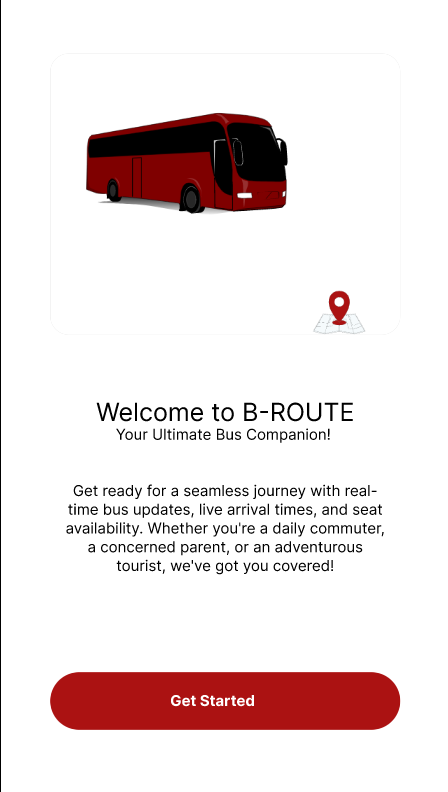 Welcome to B-ROUTE
Your Ultimate Bus Companion!
Get ready for a seamless journey with real-
time bus updates, live arrival times, and seat
availability. Whether you're a daily commuter,
a concerned parent, or an adventurous
tourist, we've got you covered!
Get Started